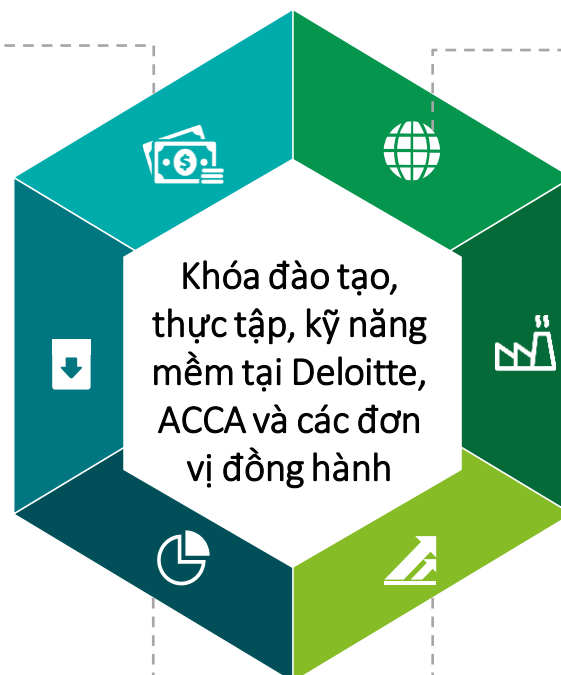 Khóa đào tạo,
thực tập, kỹ năng
mềm tại Deloitte,
ACCA và các đơn
vị đồng hành